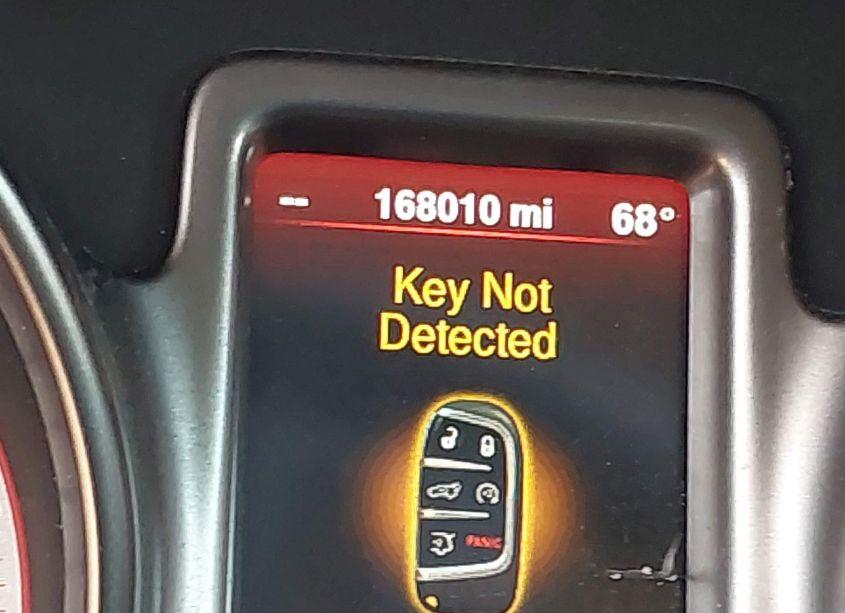 -- 168010 mi 68°
Key Not
Detected
PANIC